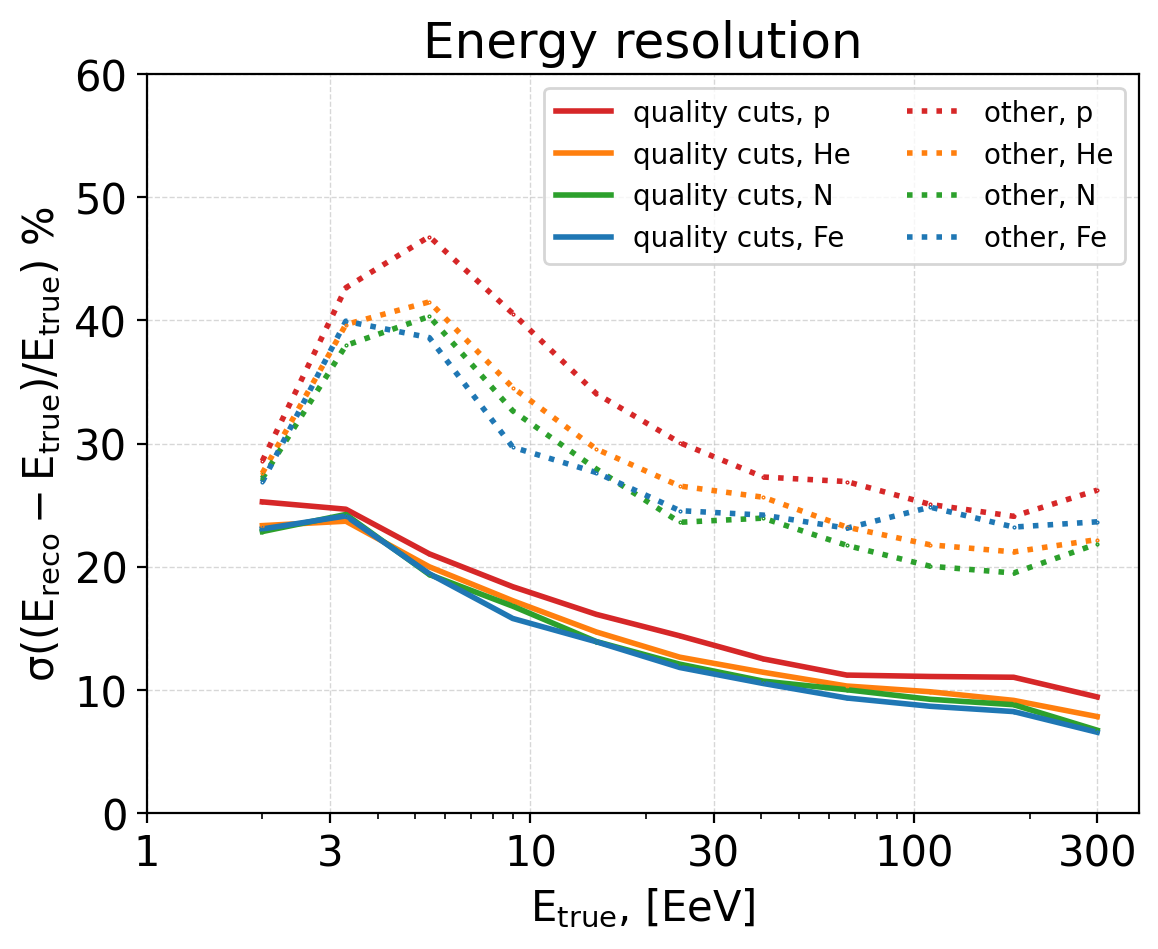 Energy resolution
60
50
40
30
20
10
0
σ((E_reco − E_true)/E_true) %
quality cuts, p
quality cuts, He
quality cuts, N
quality cuts, Fe
other, p
other, He
other, N
other, Fe
1 3 10 30 100 300
E_true, [EeV]